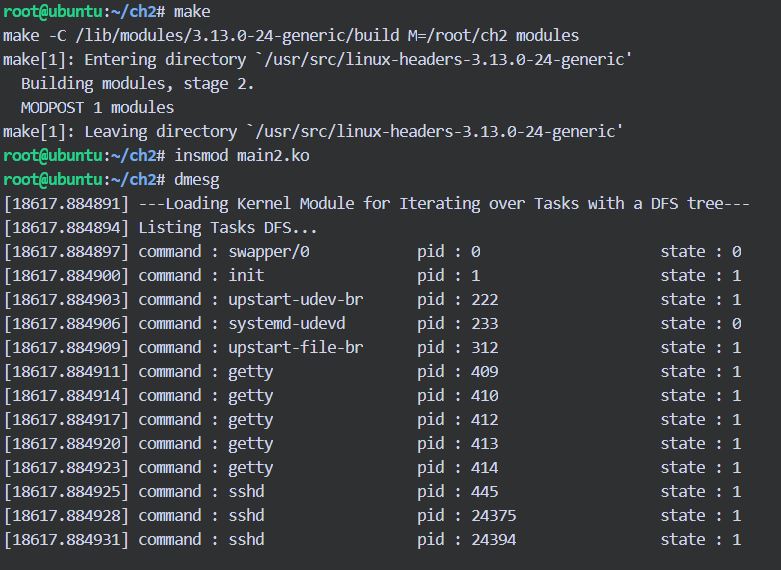 root@ubuntu:~/ch2# make
make -C /lib/modules/3.13.0-24-generic/build M=/root/ch2 modules
make[1]: Entering directory `/usr/src/linux-headers-3.13.0-24-generic'
  Building modules, stage 2.
  MODPOST 1 modules
make[1]: Leaving directory `/usr/src/linux-headers-3.13.0-24-generic'
root@ubuntu:~/ch2# insmod main2.ko
root@ubuntu:~/ch2# dmesg
[18617.884891] ---Loading Kernel Module for Iterating over Tasks with a DFS tree---
[18617.884894] Listing Tasks DFS...
[18617.884897] command : swapper/0            pid : 0                    state : 0
[18617.884900] command : init                 pid : 1                    state : 1
[18617.884903] command : upstart-udev-br      pid : 222                  state : 1
[18617.884906] command : systemd-udevd        pid : 233                  state : 0
[18617.884909] command : upstart-file-br      pid : 312                  state : 1
[18617.884911] command : getty                pid : 409                  state : 1
[18617.884914] command : getty                pid : 410                  state : 1
[18617.884917] command : getty                pid : 412                  state : 1
[18617.884920] command : getty                pid : 413                  state : 1
[18617.884923] command : getty                pid : 414                  state : 1
[18617.884925] command : sshd                 pid : 445                  state : 1
[18617.884928] command : sshd                 pid : 24375                state : 1
[18617.884931] command : sshd                 pid : 24394                state : 1